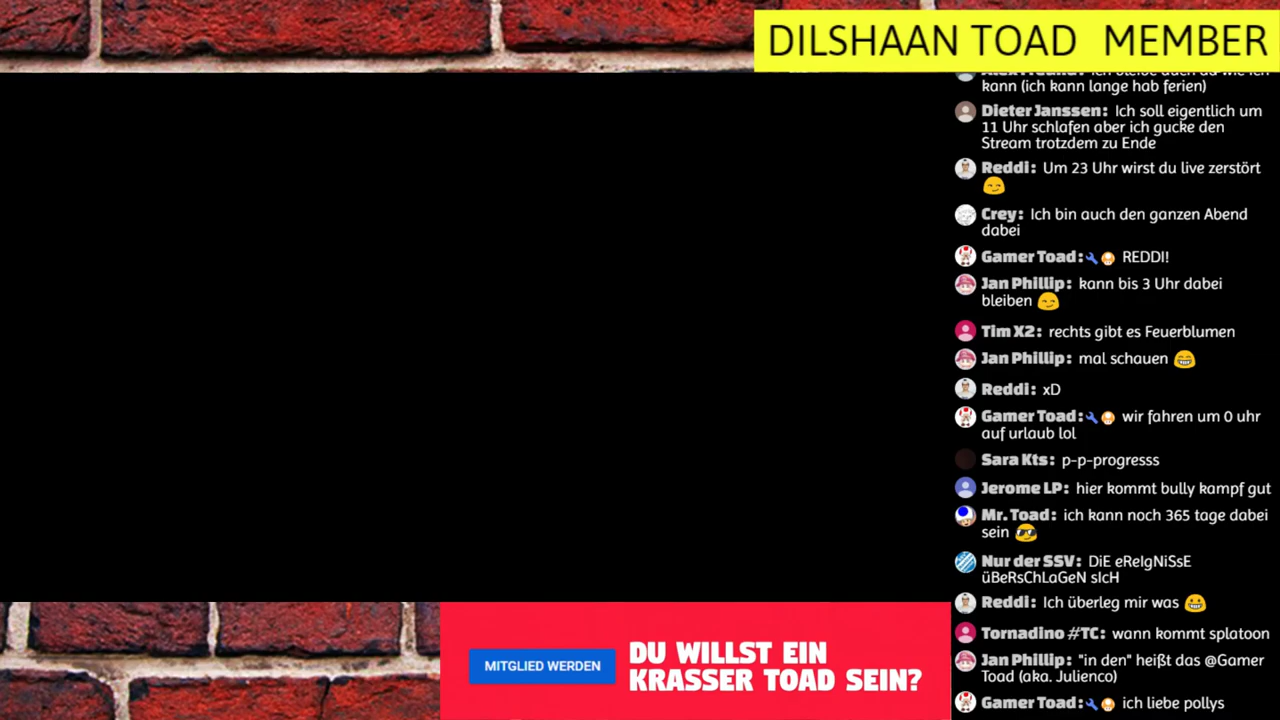 DILSHAAN TOAD MEMBER
kann (ich kann lange hab ferien)
Dieter Janssen: Ich soll eigentlich um
11 Uhr schlafen aber ich gucke den
Stream trotzdem zu Ende
Reddi: Um 23 Uhr wirst du live zerstört
😏
Crey: Ich bin auch den ganzen Abend
dabei
Gamer Toad: REDDI!
Jan Phillip: kann bis 3 Uhr dabei
bleiben 😏
Tim X2: rechts gibt es Feuerblumen
Jan Phillip: mal schauen 😁
Reddi: xD
Gamer Toad: wir fahren um 0 uhr
auf urlaub lol
Sara Kts: p-p-progresss
Jerome LP: hier kommt bully kampf gut
Mr. Toad: ich kann noch 365 tage dabei
sein 😎
Nur der SSV: DiE eReIgNiSsE
üBeRsChLaGeN sIcH
Reddi: Ich überleg mir was 😀
Tornadino #TC: wann kommt splatoon
Jan Phillip: "in den" heißt das @Gamer
Toad (aka. Julienco)
Gamer Toad: ich liebe pollys
MITGLIED WERDEN
DU WILLST EIN
KRASSER TOAD SEIN?